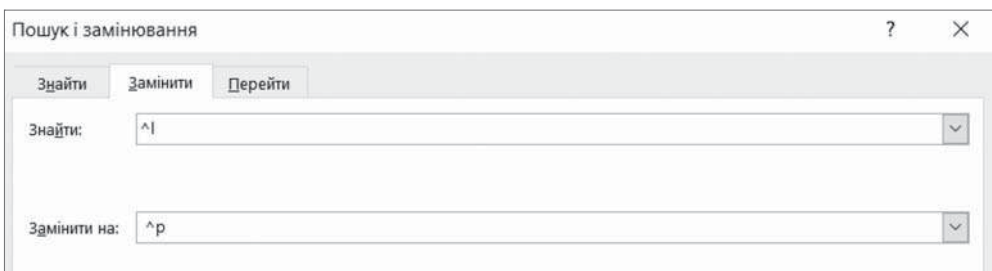 Пошук і замінювання ? ×
Знайти Замінити Перейти
Знайти: ^l
Замінити на: ^p